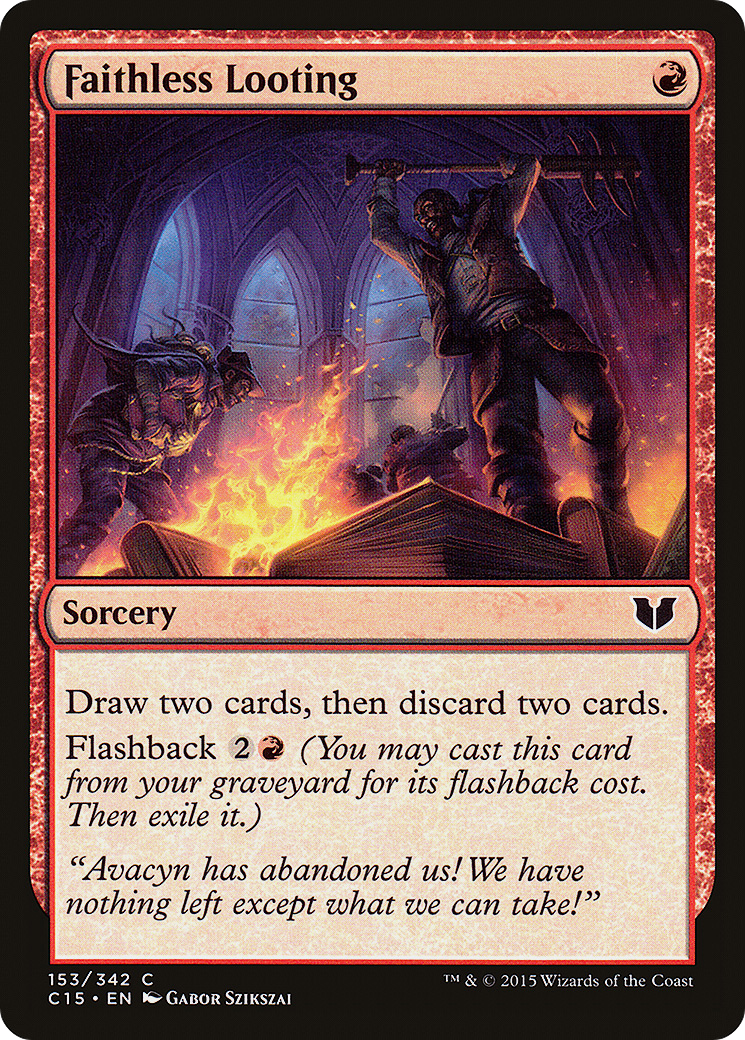 Faithless Looting
Sorcery
Draw two cards, then discard two cards.
Flashback 2 (You may cast this card
from your graveyard for its flashback cost.
Then exile it.)
“Avacyn has abandoned us! We have
nothing left except what we can take!”
153/342 C
C15 • EN Gabor Szikszai
™ & © 2015 Wizards of the Coast